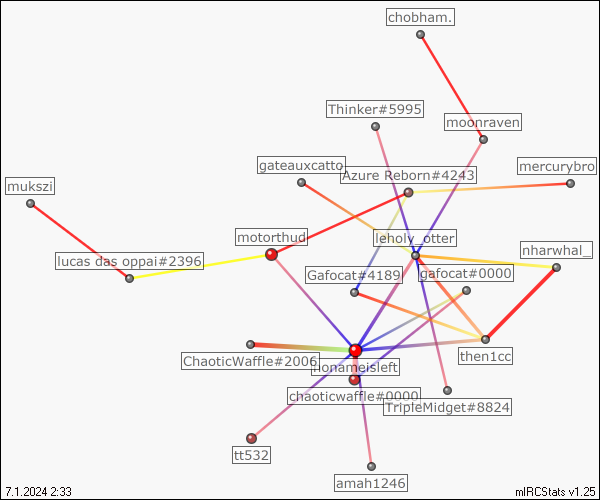 chobham.
Thinker#5995
moonraven
gateauxcatto
Azure Reborn#4243
mercurybro
mukszi
motorthud
leholy_otter
nharwhal_
lucas das oppai#2396
Gafocat#4189
gafocat#0000
ChaoticWaffle#2006
nonameisleft
then1cc
chaoticwaffle#0000
TripleMidget#8824
tt532
amah1246
7.1.2024 2:33
mIRCStats v1.25